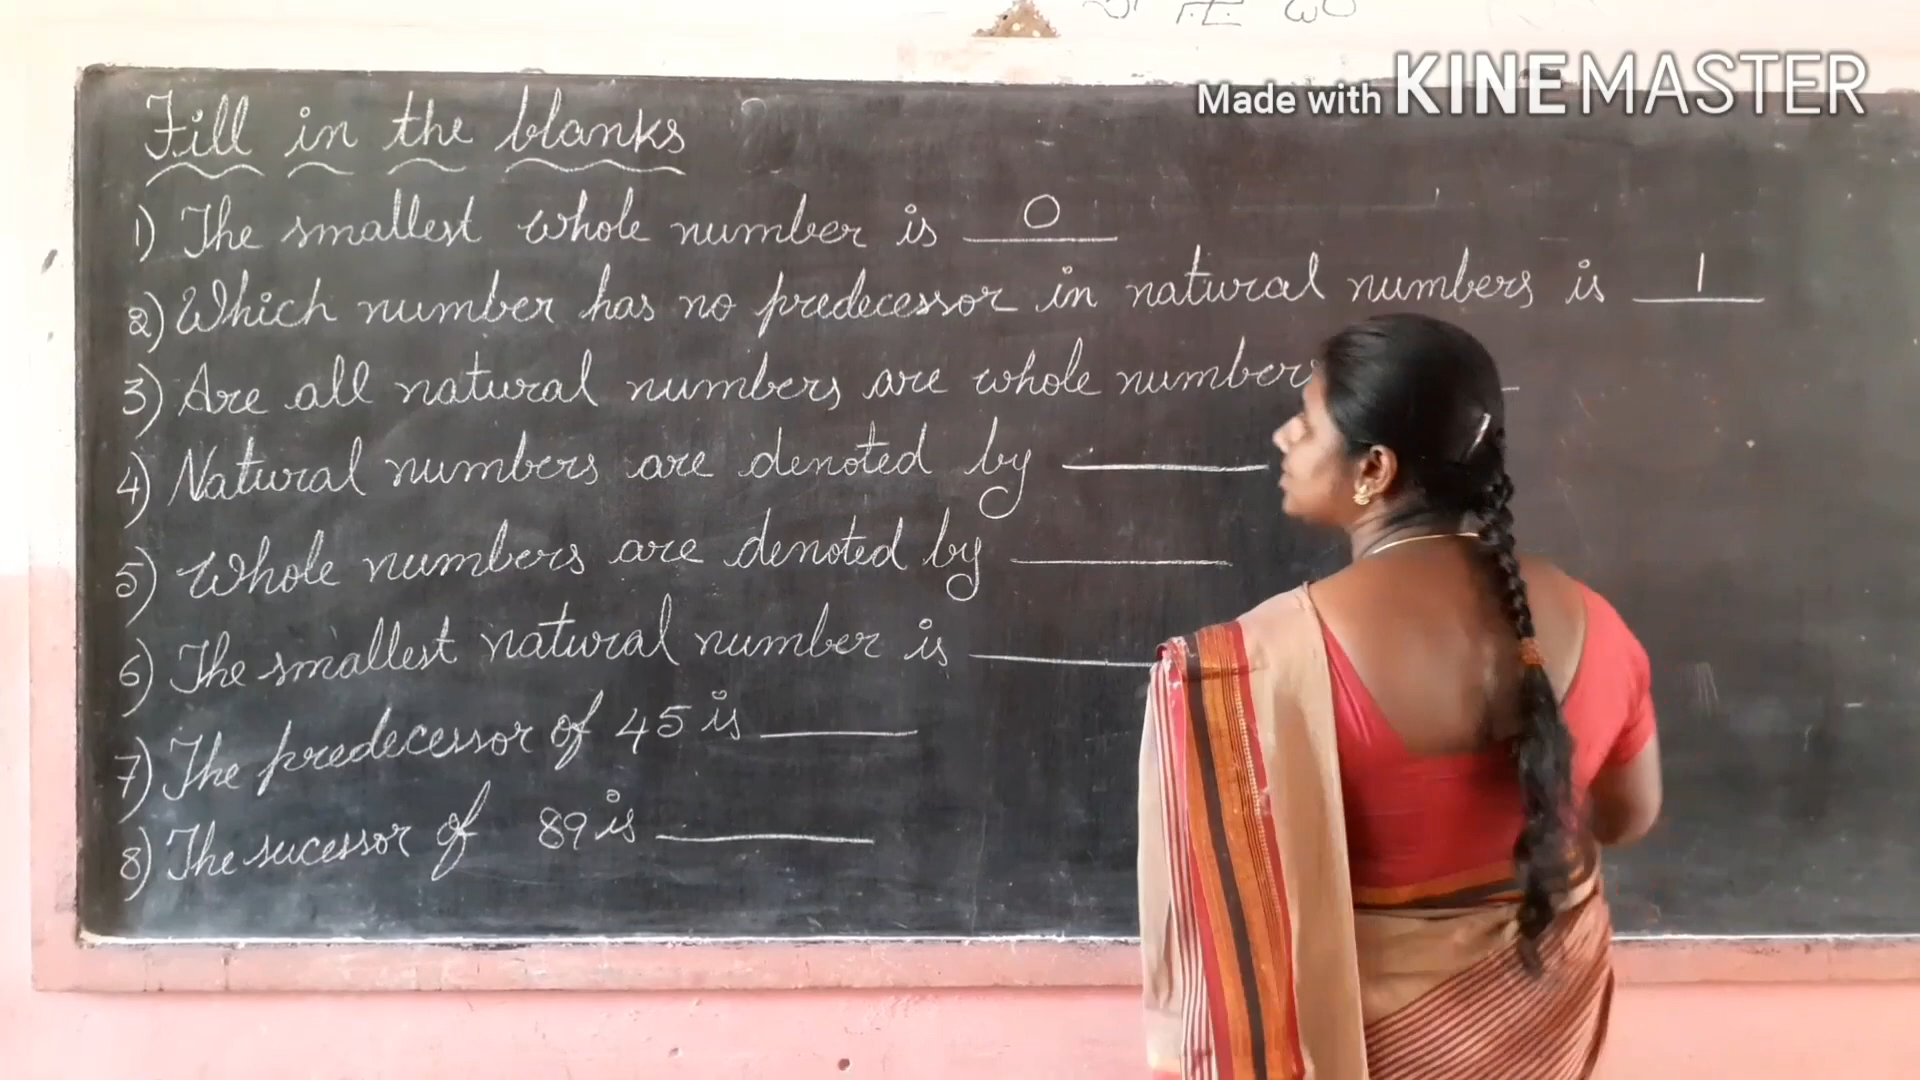 Made with KINEMASTER
Fill in the blanks
1) The smallest whole number is 0
2) Which number has no predecessor in natural numbers is 1
3) Are all natural numbers are whole numbers
4) Natural numbers are denoted by
5) Whole numbers are denoted by
6) The smallest natural number is
7) The predecessor of 45 is
8) The sucessor of 89 is